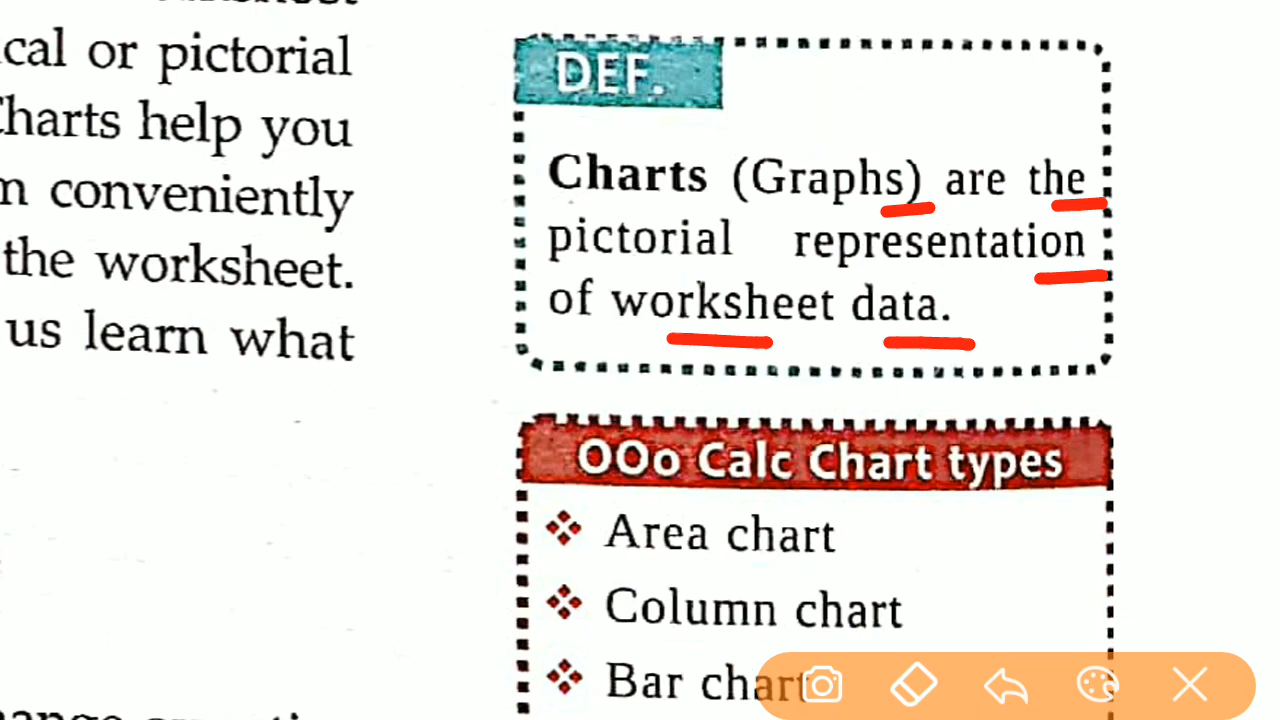 cal or pictorial
Charts help you
conveniently
the worksheet.
us learn what
DEF.
Charts (Graphs) are the
pictorial representation
of worksheet data.
OOo Calc Chart types
❖ Area chart
❖ Column chart
❖ Bar chart